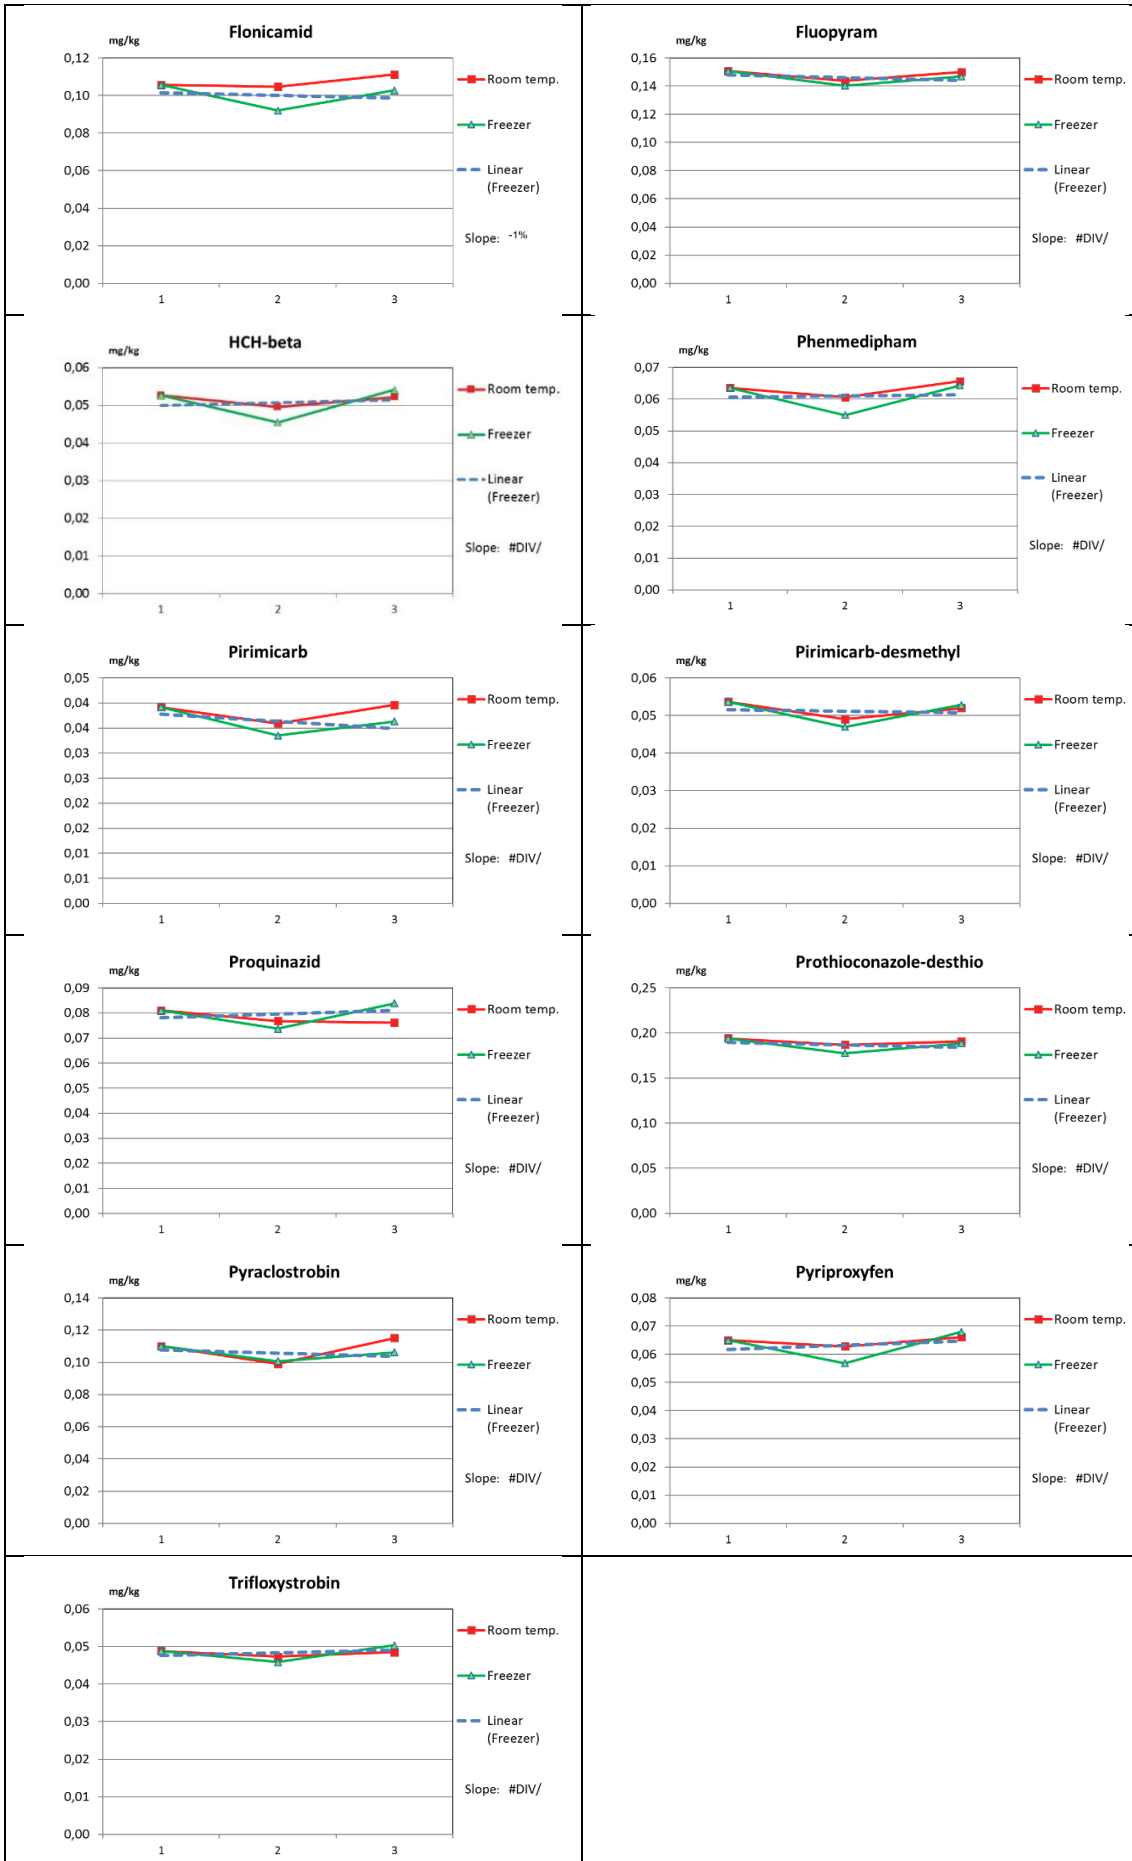 Flonicamid
mg/kg
0,12
0,10
0,08
0,06
0,04
0,02
0,00
1 2 3
Room temp.
Freezer
Linear
(Freezer)
Slope: -1%
Fluopyram
mg/kg
0,16
0,14
0,12
0,10
0,08
0,06
0,04
0,02
0,00
1 2 3
Room temp.
Freezer
Linear
(Freezer)
Slope: #DIV/
HCH-beta
mg/kg
0,06
0,05
0,04
0,03
0,02
0,01
0,00
1 2 3
Room temp.
Freezer
Linear
(Freezer)
Slope: #DIV/
Phenmedipham
mg/kg
0,07
0,06
0,05
0,04
0,03
0,02
0,01
0,00
1 2 3
Room temp.
Freezer
Linear
(Freezer)
Slope: #DIV/
Pirimicarb
mg/kg
0,05
0,04
0,04
0,03
0,03
0,02
0,02
0,01
0,01
0,00
1 2 3
Room temp.
Freezer
Linear
(Freezer)
Slope: #DIV/
Pirimicarb-desmethyl
mg/kg
0,06
0,05
0,04
0,03
0,02
0,01
0,00
1 2 3
Room temp.
Freezer
Linear
(Freezer)
Slope: #DIV/
Proquinazid
mg/kg
0,09
0,08
0,07
0,06
0,05
0,04
0,03
0,02
0,01
0,00
1 2 3
Room temp.
Freezer
Linear
(Freezer)
Slope: #DIV/
Prothioconazole-desthio
mg/kg
0,25
0,20
0,15
0,10
0,05
0,00
1 2 3
Room temp.
Freezer
Linear
(Freezer)
Slope: #DIV/
Pyraclostrobin
mg/kg
0,14
0,12
0,10
0,08
0,06
0,04
0,02
0,00
1 2 3
Room temp.
Freezer
Linear
(Freezer)
Slope: #DIV/
Pyriproxyfen
mg/kg
0,08
0,07
0,06
0,05
0,04
0,03
0,02
0,01
0,00
1 2 3
Room temp.
Freezer
Linear
(Freezer)
Slope: #DIV/
Trifloxystrobin
mg/kg
0,06
0,05
0,04
0,03
0,02
0,01
0,00
1 2 3
Room temp.
Freezer
Linear
(Freezer)
Slope: #DIV/